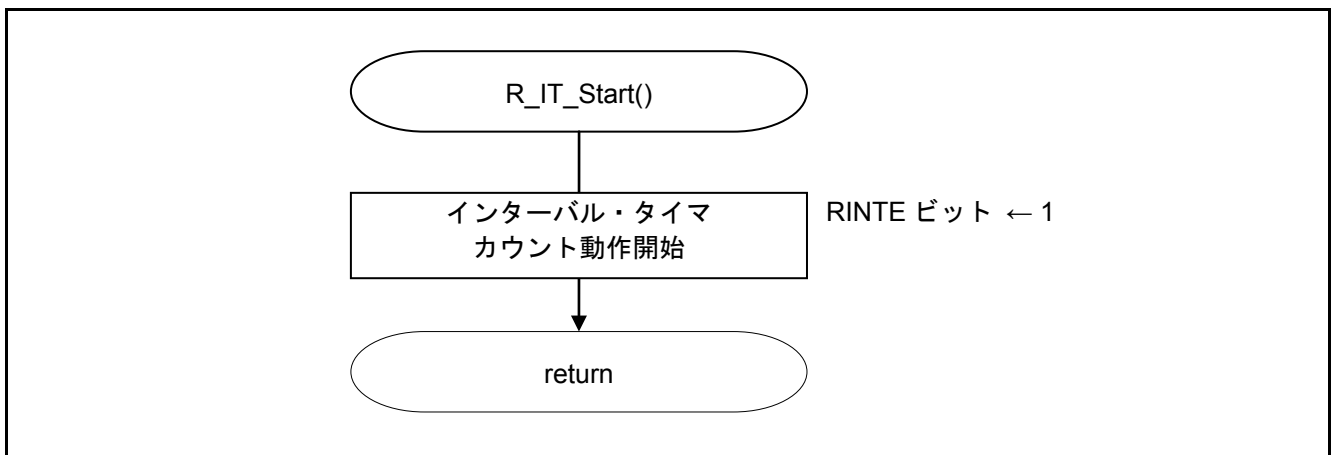 R_IT_Start()
インターバル・タイマ
カウント動作開始
RINTE ビット ← 1
return